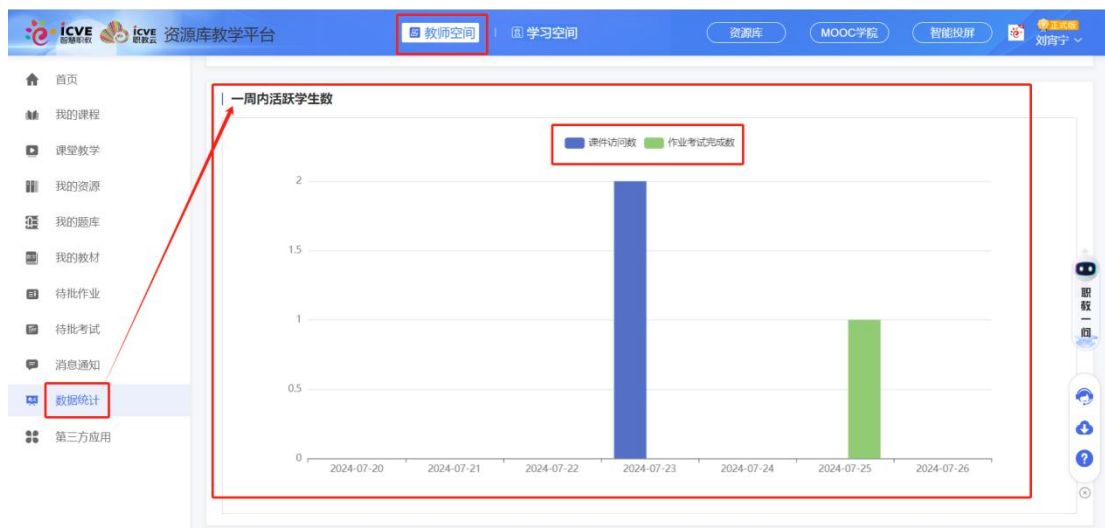 icve 智慧职教 icve 职教云 资源库教学平台 教师空间 学习空间 资源库 MOOC学院 智能投屏 正式版
刘宵宁
首页
我的课程
课堂教学
我的资源
我的题库
我的教材
待批作业
待批考试
消息通知
数据统计
第三方应用
一周内活跃学生数
课件访问数 作业考试完成数
2
1.5
1
0.5
0
2024-07-20 2024-07-21 2024-07-22 2024-07-23 2024-07-24 2024-07-25 2024-07-26
职教一问